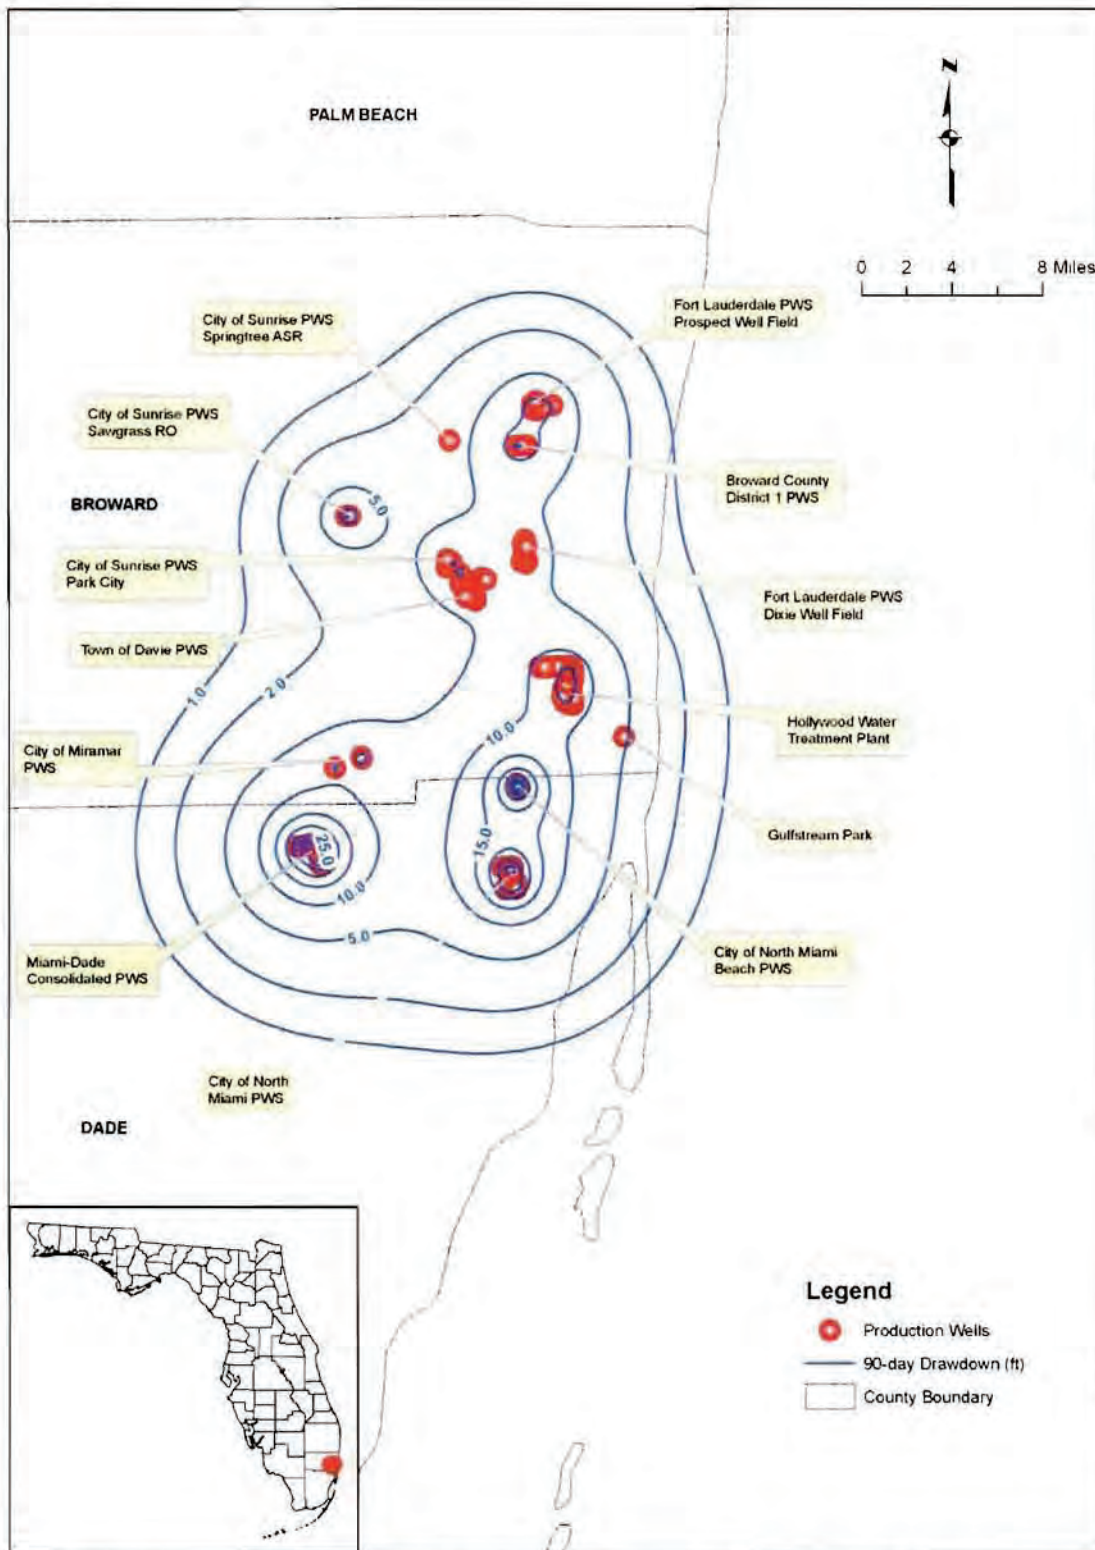 PALM BEACH
N
0 2 4 8 Miles
City of Sunrise PWS
Springtree ASR
Fort Lauderdale PWS
Prospect Well Field
City of Sunrise PWS
Sawgrass RO
BROWARD
5.0
Broward County
District 1 PWS
City of Sunrise PWS
Park City
Fort Lauderdale PWS
Dixie Well Field
Town of Davie PWS
1.0
2.0
City of Miramar
PWS
10.0
Hollywood Water
Treatment Plant
Gulfstream Park
15.0
25.0
10.0
5.0
Miami-Dade
Consolidated PWS
City of North Miami
Beach PWS
City of North
Miami PWS
DADE
Legend
Production Wells
90-day Drawdown (ft)
County Boundary